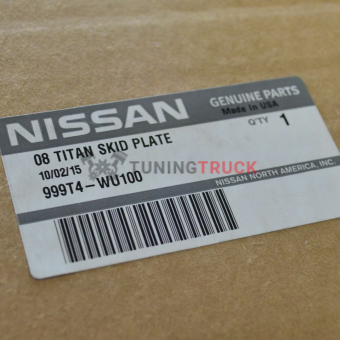 NISSAN
GENUINE PARTS
Made in USA
08 TITAN SKID PLATE
Q'TY 1
10/02/15
TUNINGTRUCK
999T4-WU100
NISSAN NORTH AMERICA, INC.